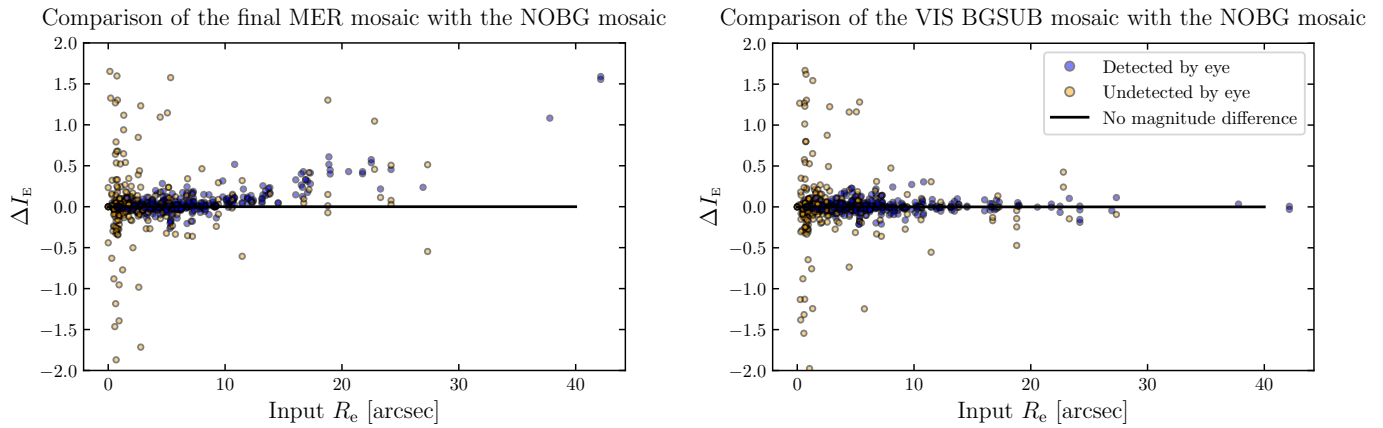 Comparison of the final MER mosaic with the NOBG mosaic
2.0
1.5
1.0
0.5
0.0
−0.5
−1.0
−1.5
−2.0
ΔI_E
0 10 20 30 40
Input R_e [arcsec]
Comparison of the VIS BGSUB mosaic with the NOBG mosaic
Detected by eye
Undetected by eye
No magnitude difference
2.0
1.5
1.0
0.5
0.0
−0.5
−1.0
−1.5
−2.0
ΔI_E
0 10 20 30 40
Input R_e [arcsec]